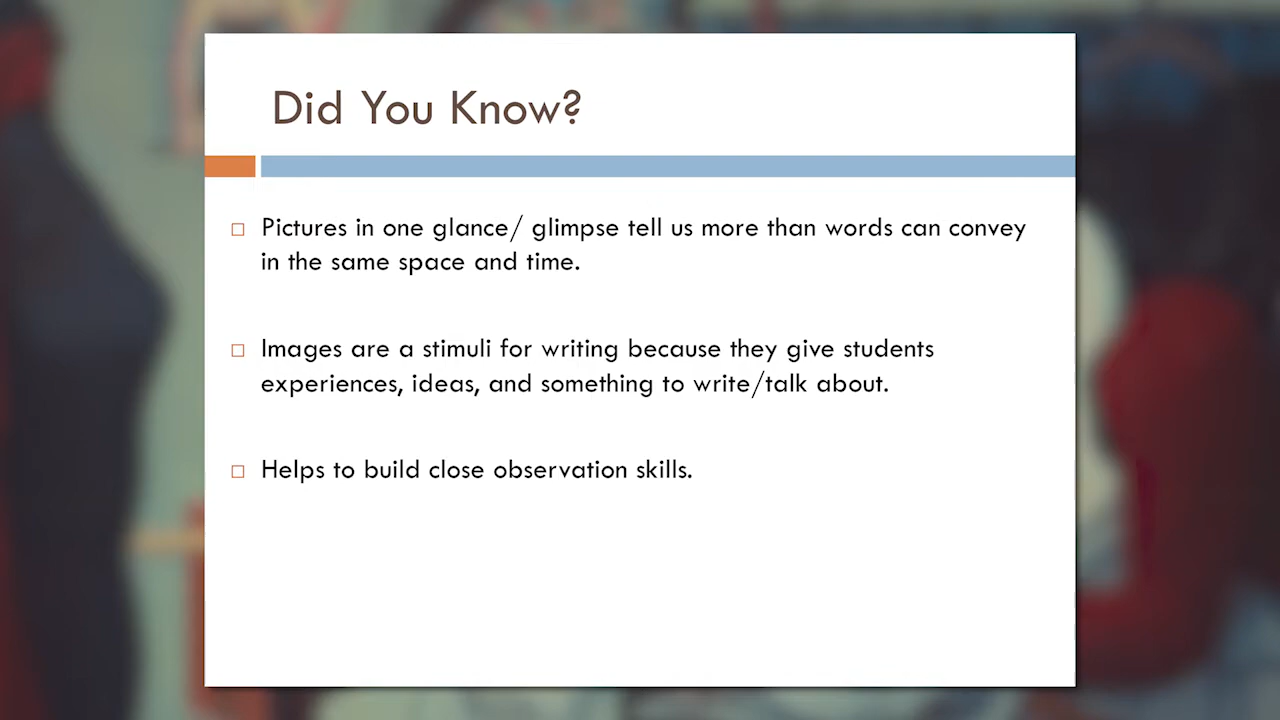 Did You Know?
Pictures in one glance/ glimpse tell us more than words can convey
in the same space and time.
Images are a stimuli for writing because they give students
experiences, ideas, and something to write/talk about.
Helps to build close observation skills.